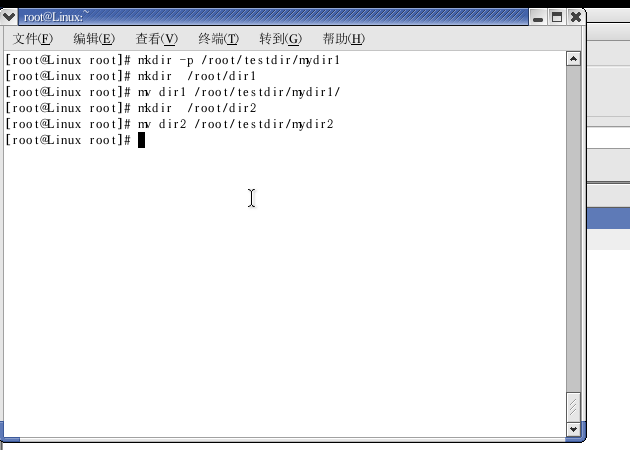 root@Linux:~
文件(F) 编辑(E) 查看(V) 终端(T) 转到(G) 帮助(H)
[root@Linux root]# mkdir -p /root/testdir/mydir1
[root@Linux root]# mkdir  /root/dir1
[root@Linux root]# mv dir1 /root/testdir/mydir1/
[root@Linux root]# mkdir  /root/dir2
[root@Linux root]# mv dir2 /root/testdir/mydir2
[root@Linux root]#